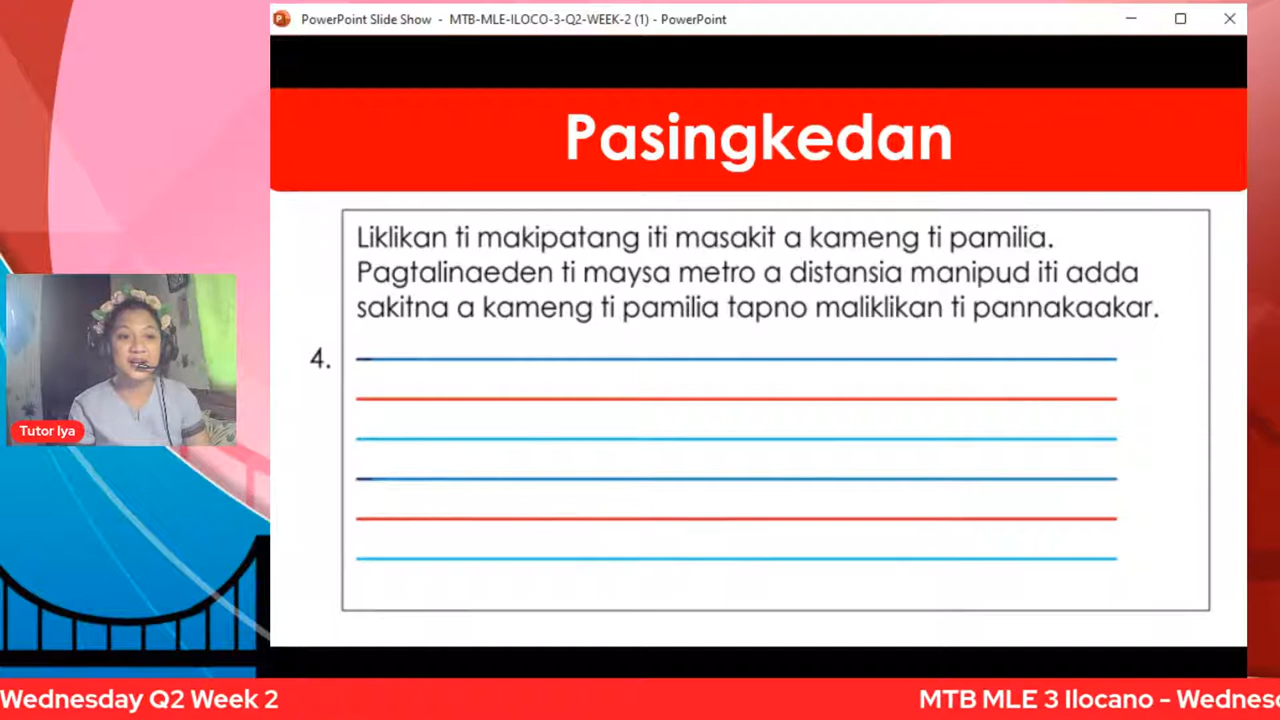 PowerPoint Slide Show - MTB-MLE-ILOCO-3-Q2-WEEK-2 (1) - PowerPoint
Pasingkedan
Liklikan ti makipatang iti masakit a kameng ti pamilia.
Pagtalinaeden ti maysa metro a distansia manipud iti adda
sakitna a kameng ti pamilia tapno maliklikan ti pannakaakar.
4.
Tutor Iya
Wednesday Q2 Week 2
MTB MLE 3 Ilocano - Wednesd